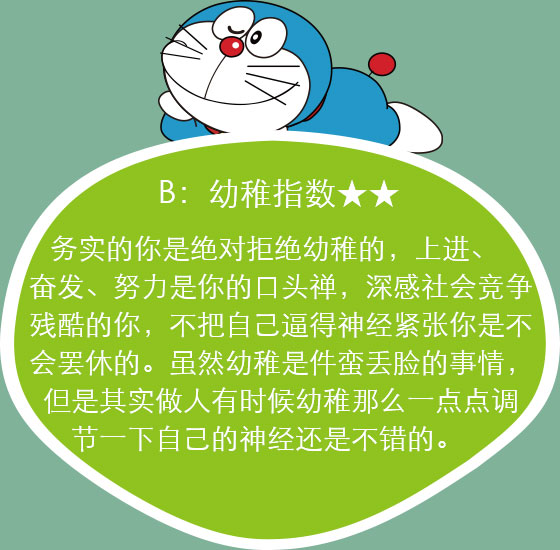 B：幼稚指数★★
务实的你是绝对拒绝幼稚的，上进、
奋发、努力是你的口头禅，深感社会竞争
残酷的你，不把自己逼得神经紧张你是不
会罢休的。虽然幼稚是件蛮丢脸的事情，
但是其实做人有时候幼稚那么一点点调
节一下自己的神经还是不错的。